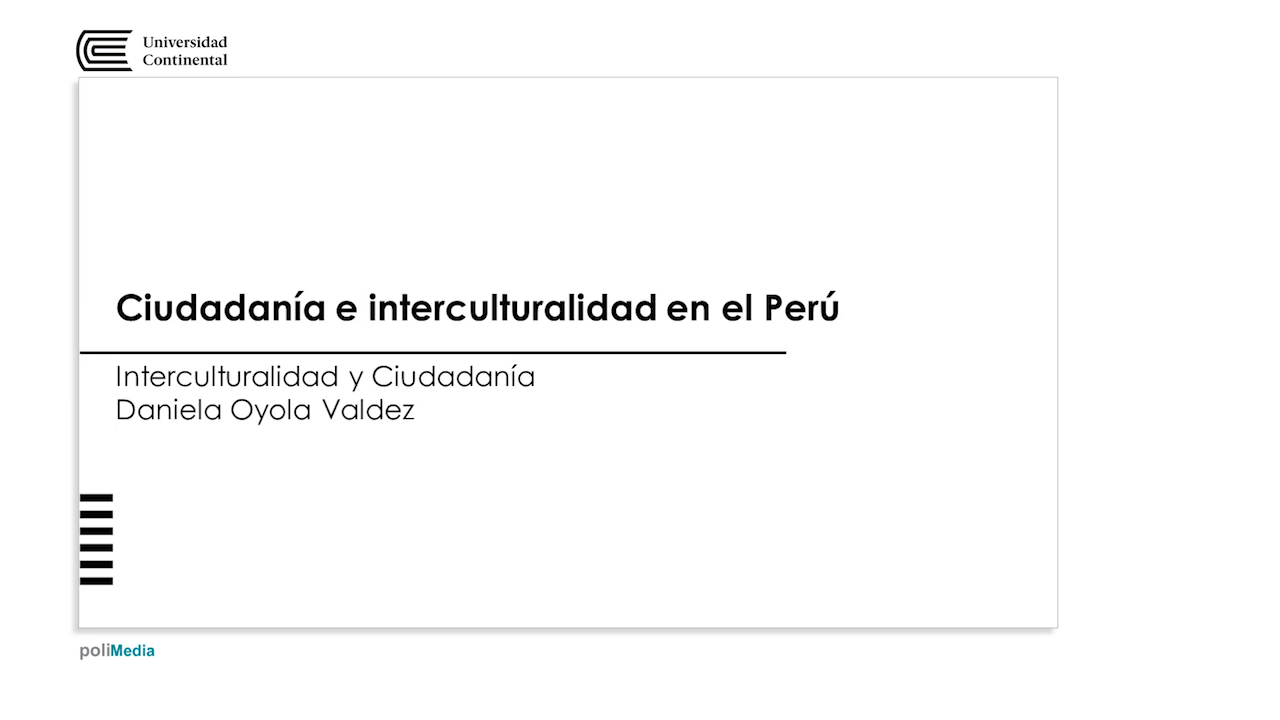 Universidad
Continental
Ciudadanía e interculturalidad en el Perú
Interculturalidad y Ciudadanía
Daniela Oyola Valdez
poliMedia